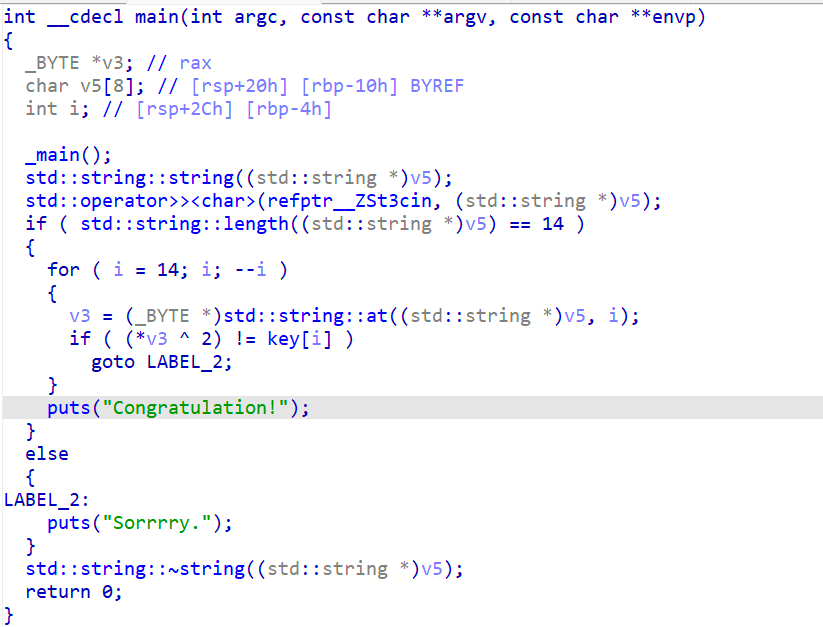 int __cdecl main(int argc, const char **argv, const char **envp)
{
  _BYTE *v3; // rax
  char v5[8]; // [rsp+20h] [rbp-10h] BYREF
  int i; // [rsp+2Ch] [rbp-4h]

  _main();
  std::string::string((std::string *)v5);
  std::operator>><char>(refptr__ZSt3cin, (std::string *)v5);
  if ( std::string::length((std::string *)v5) == 14 )
  {
    for ( i = 14; i; --i )
    {
      v3 = (_BYTE *)std::string::at((std::string *)v5, i);
      if ( (*v3 ^ 2) != key[i] )
        goto LABEL_2;
    }
    puts("Congratulation!");
  }
  else
  {
LABEL_2:
    puts("Sorrrry.");
  }
  std::string::~string((std::string *)v5);
  return 0;
}